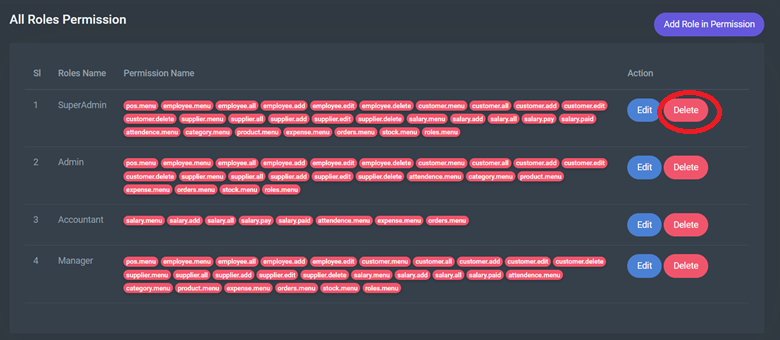 All Roles Permission
Add Role in Permission
Sl Roles Name Permission Name Action
1 SuperAdmin pos.menu employee.menu employee.all employee.add employee.edit employee.delete customer.menu customer.all customer.add customer.edit Edit Delete
customer.delete supplier.menu supplier.all supplier.add supplier.edit supplier.delete salary.menu salary.add salary.all salary.pay salary.paid
attendence.menu category.menu product.menu expense.menu orders.menu stock.menu roles.menu
2 Admin pos.menu employee.menu employee.all employee.add employee.edit employee.delete customer.menu customer.all customer.add customer.edit Edit Delete
customer.delete supplier.menu supplier.all supplier.add supplier.edit supplier.delete attendence.menu category.menu product.menu
expense.menu orders.menu stock.menu roles.menu
3 Accountant salary.menu salary.add salary.all salary.pay salary.paid attendence.menu expense.menu orders.menu Edit Delete
4 Manager pos.menu employee.menu employee.all employee.add employee.edit customer.menu customer.all customer.add customer.edit customer.delete Edit Delete
supplier.menu supplier.all supplier.add supplier.edit supplier.delete salary.menu salary.add salary.all salary.paid attendence.menu
category.menu product.menu expense.menu orders.menu stock.menu roles.menu